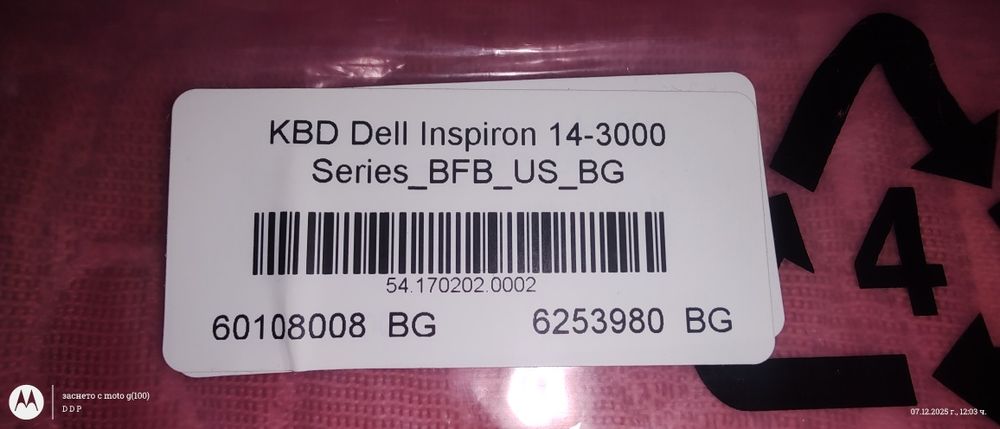 KBD Dell Inspiron 14-3000
Series_BFB_US_BG
54.170202.0002
60108008 BG
6253980 BG
4
заснето с moto g(100)
DDP
07.12.2025 г., 12:03 ч.